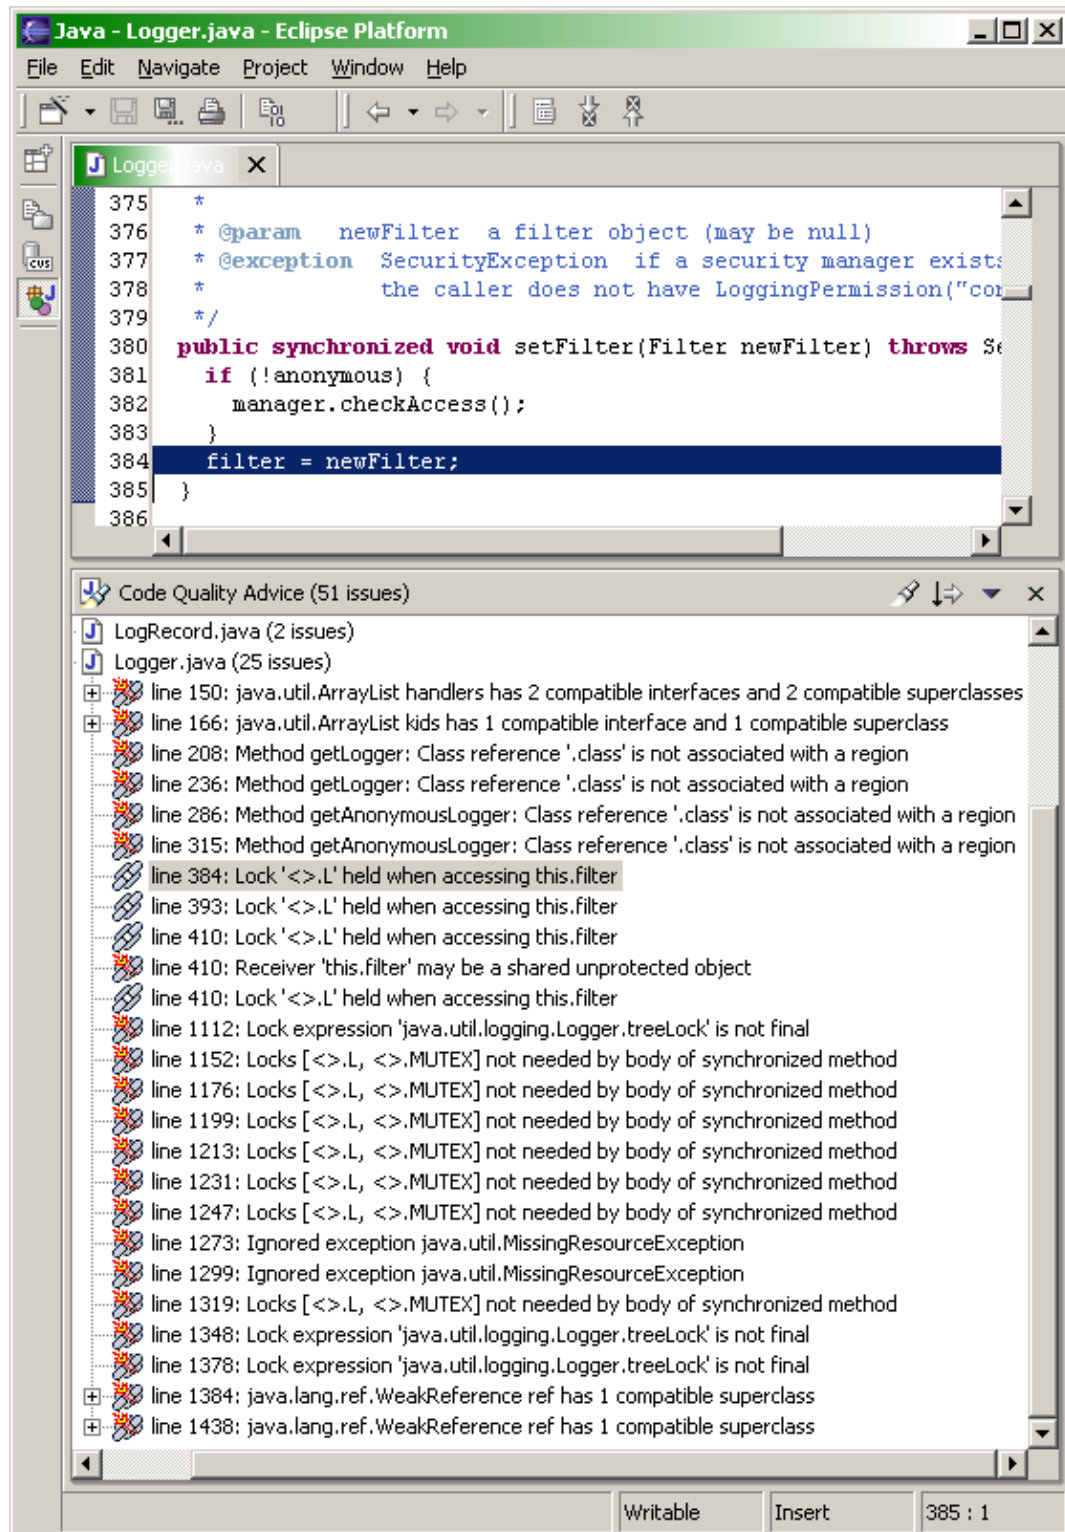 Java - Logger.java - Eclipse Platform
File Edit Navigate Project Window Help
Logger.java
375 *
376 * @param newFilter a filter object (may be null)
377 * @exception SecurityException if a security manager exists
378 * the caller does not have LoggingPermission("con
379 */
380 public synchronized void setFilter(Filter newFilter) throws Se
381 if (!anonymous) {
382 manager.checkAccess();
383 }
384 filter = newFilter;
385 }
386
CVS
Code Quality Advice (51 issues)
LogRecord.java (2 issues)
Logger.java (25 issues)
line 150: java.util.ArrayList handlers has 2 compatible interfaces and 2 compatible superclasses
line 166: java.util.ArrayList kids has 1 compatible interface and 1 compatible superclass
line 208: Method getLogger: Class reference '.class' is not associated with a region
line 236: Method getLogger: Class reference '.class' is not associated with a region
line 286: Method getAnonymousLogger: Class reference '.class' is not associated with a region
line 315: Method getAnonymousLogger: Class reference '.class' is not associated with a region
line 384: Lock '<>.L' held when accessing this.filter
line 393: Lock '<>.L' held when accessing this.filter
line 410: Lock '<>.L' held when accessing this.filter
line 410: Receiver 'this.filter' may be a shared unprotected object
line 410: Lock '<>.L' held when accessing this.filter
line 1112: Lock expression 'java.util.logging.Logger.treeLock' is not final
line 1152: Locks [<>.L, <>.MUTEX] not needed by body of synchronized method
line 1176: Locks [<>.L, <>.MUTEX] not needed by body of synchronized method
line 1199: Locks [<>.L, <>.MUTEX] not needed by body of synchronized method
line 1213: Locks [<>.L, <>.MUTEX] not needed by body of synchronized method
line 1231: Locks [<>.L, <>.MUTEX] not needed by body of synchronized method
line 1247: Locks [<>.L, <>.MUTEX] not needed by body of synchronized method
line 1273: Ignored exception java.util.MissingResourceException
line 1299: Ignored exception java.util.MissingResourceException
line 1319: Locks [<>.L, <>.MUTEX] not needed by body of synchronized method
line 1348: Lock expression 'java.util.logging.Logger.treeLock' is not final
line 1378: Lock expression 'java.util.logging.Logger.treeLock' is not final
line 1384: java.lang.ref.WeakReference ref has 1 compatible superclass
line 1438: java.lang.ref.WeakReference ref has 1 compatible superclass
Writable Insert 385 : 1